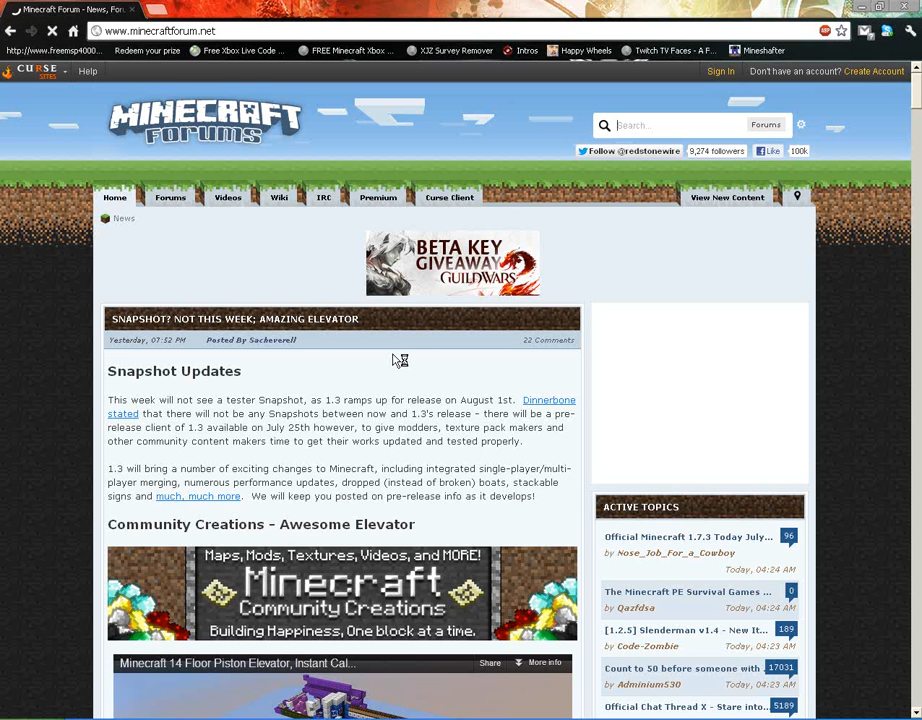 Minecraft Forum - News, For
www.minecraftforum.net
http://www.freemsp4000... Redeem your prize Free Xbox Live Code ... FREE Minecraft Xbox ... XJZ Survey Remover Intros Happy Wheels Twitch TV Faces - A F... Mineshafter
CURSE SITES Help Sign In Don't have an account? Create Account
MINECRAFT
FORUMS
Search... Forums
Follow @redstonewire 9,274 followers Like 100k
Home Forums Videos Wiki IRC Premium Curse Client View New Content
News
BETA KEY
GIVEAWAY
GUILDWARS
SNAPSHOT? NOT THIS WEEK; AMAZING ELEVATOR
Yesterday, 07:52 PM Posted By Sacheverell 22 Comments
Snapshot Updates
This week will not see a tester Snapshot, as 1.3 ramps up for release on August 1st. Dinnerbone
stated that there will not be any Snapshots between now and 1.3's release - there will be a pre-
release client of 1.3 available on July 25th however, to give modders, texture pack makers and
other community content makers time to get their works updated and tested properly.
1.3 will bring a number of exciting changes to Minecraft, including integrated single-player/multi-
player merging, numerous performance updates, dropped (instead of broken) boats, stackable
signs and much, much more. We will keep you posted on pre-release info as it develops!
Community Creations - Awesome Elevator
Maps, Mods, Textures, Videos, and MORE!
Minecraft
Community Creations
Building Happiness, One block at a time.
Minecraft 14 Floor Piston Elevator, Instant Cal... Share More info
ACTIVE TOPICS
Official Minecraft 1.7.3 Today July... 96
by Nose_Job_For_a_Cowboy
Today, 04:24 AM
The Minecraft PE Survival Games ... 0
by Qazfdsa Today, 04:24 AM
[1.2.5] Slenderman v1.4 - New It... 189
by Code-Zombie Today, 04:23 AM
Count to 50 before someone with 17031
by Adminium530 Today, 04:23 AM
Official Chat Thread X - Stare into... 5189